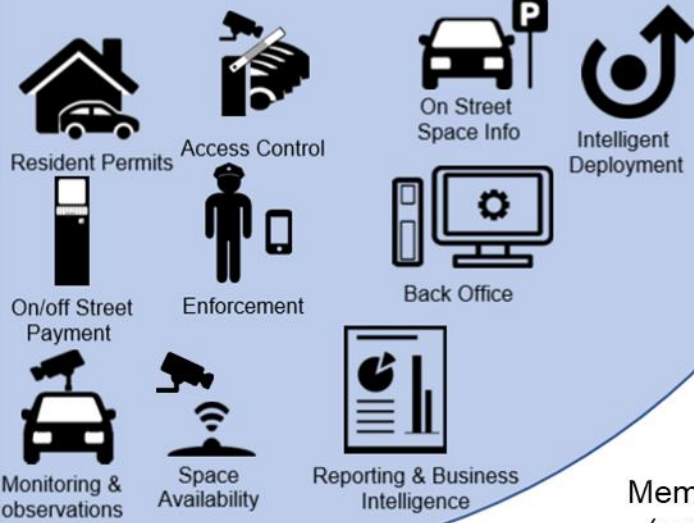 P
On Street
Space Info
Intelligent
Deployment
Resident Permits
Access Control
On/off Street
Payment
Enforcement
Back Office
Monitoring &
observations
Space
Availability
Reporting & Business
Intelligence